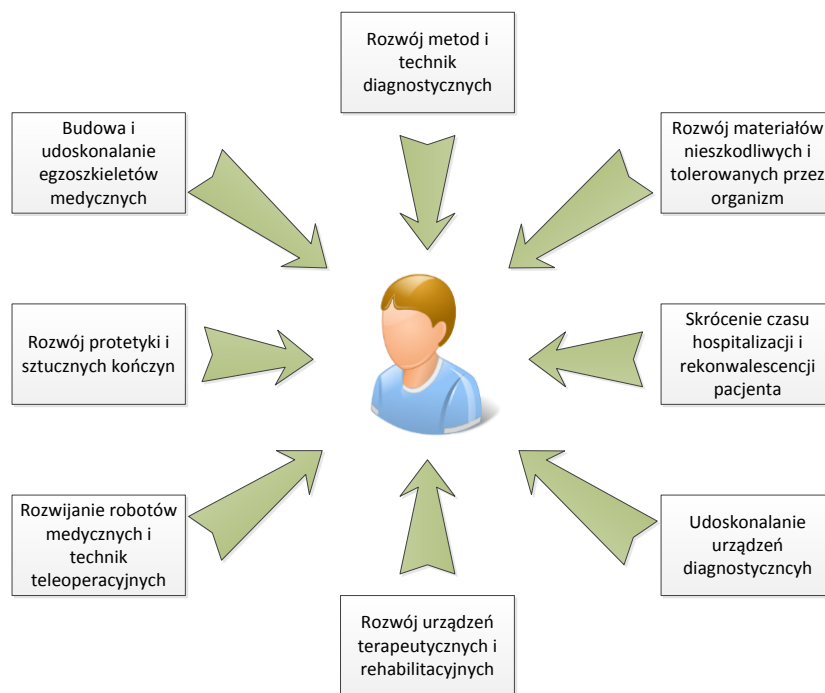 Rozwój metod i
technik
diagnostycznych
Budowa i
udoskonalanie
egzoszkieletów
medycznych
Rozwój materiałów
nieszkodliwych i
tolerowanych przez
organizm
Rozwój protetyki i
sztucznych kończyn
Skrócenie czasu
hospitalizacji i
rekonwalescencji
pacjenta
Rozwijanie robotów
medycznych i
technik
teleoperacyjnych
Udoskonalanie
urządzeń
diagnostyczncyh
Rozwój urządzeń
terapeutycznych i
rehabilitacyjnych